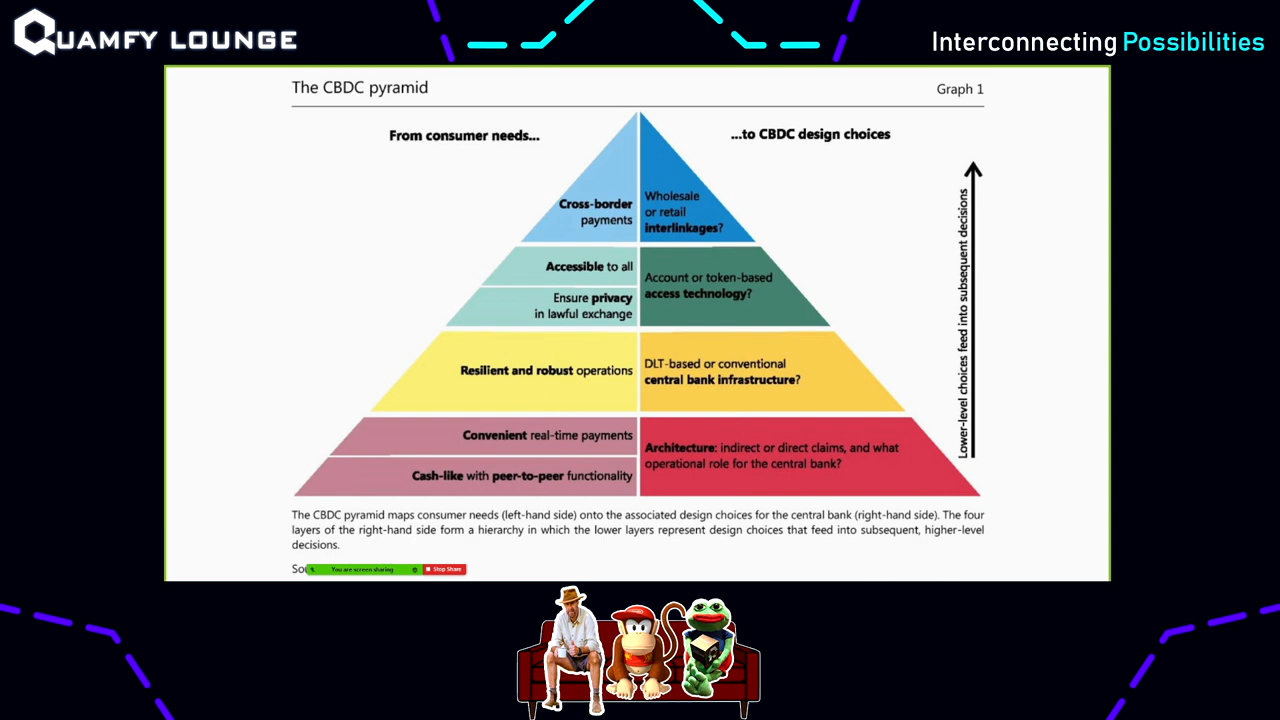 QUAMFY LOUNGE
Interconnecting Possibilities
The CBDC pyramid
Graph 1
From consumer needs...
...to CBDC design choices
Cross-border
payments
Wholesale
or retail
interlinkages?
Accessible to all
Ensure privacy
in lawful exchange
Account or token-based
access technology?
Resilient and robust operations
DLT-based or conventional
central bank infrastructure?
Convenient real-time payments
Cash-like with peer-to-peer functionality
Architecture: indirect or direct claims, and what
operational role for the central bank?
Lower-level choices feed into subsequent decisions
The CBDC pyramid maps consumer needs (left-hand side) onto the associated design choices for the central bank (right-hand side). The four
layers of the right-hand side form a hierarchy in which the lower layers represent design choices that feed into subsequent, higher-level
decisions.
You are screen sharing
Stop Share